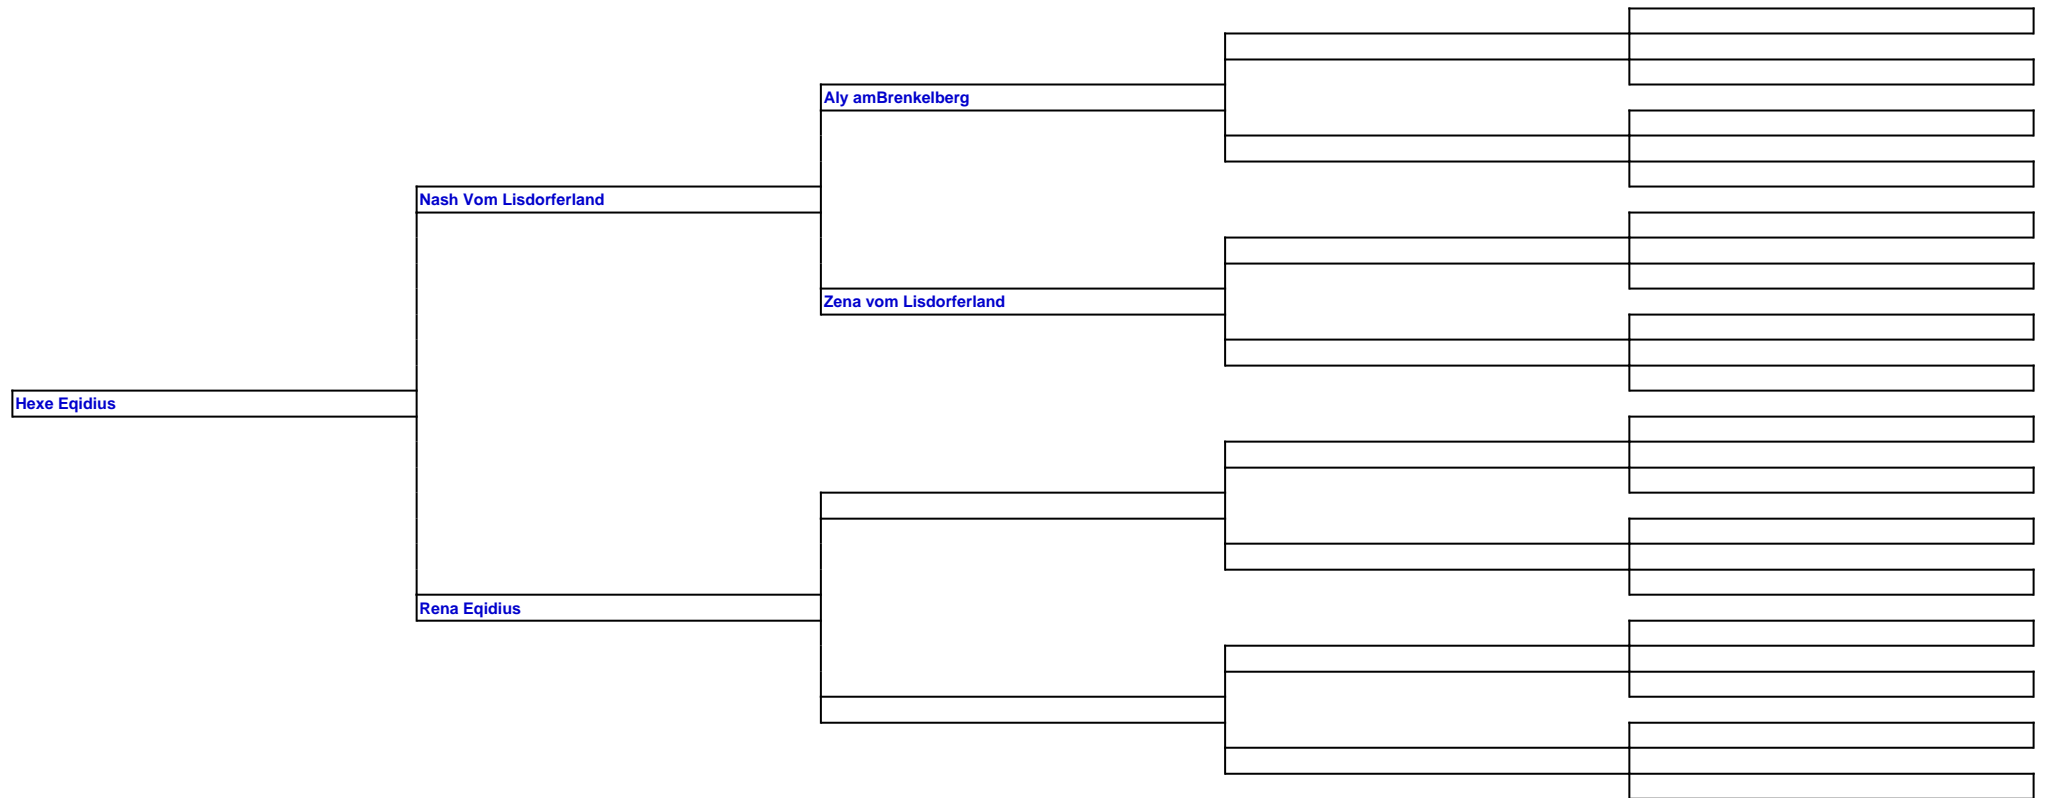 Aly amBrenkelberg
Nash Vom Lisdorferland
Zena vom Lisdorferland
Hexe Eqidius
Rena Eqidius